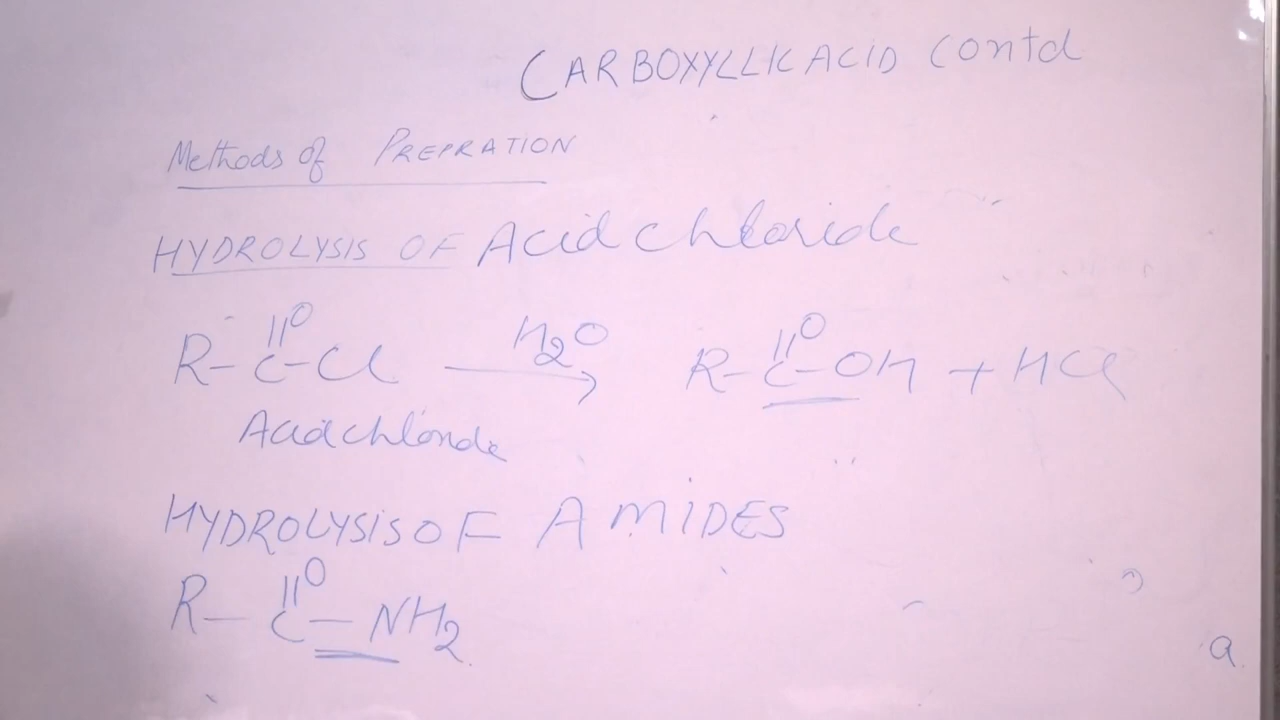 CARBOXYLLIC ACID contd
Methods of PREPRATION
HYDROLYSIS OF Acid chloride
O O
R-C-Cl H2O R-C-OH + HCl
Acid chloride
HYDROLYSIS OF AMIDES
O
R-C-NH2
a.